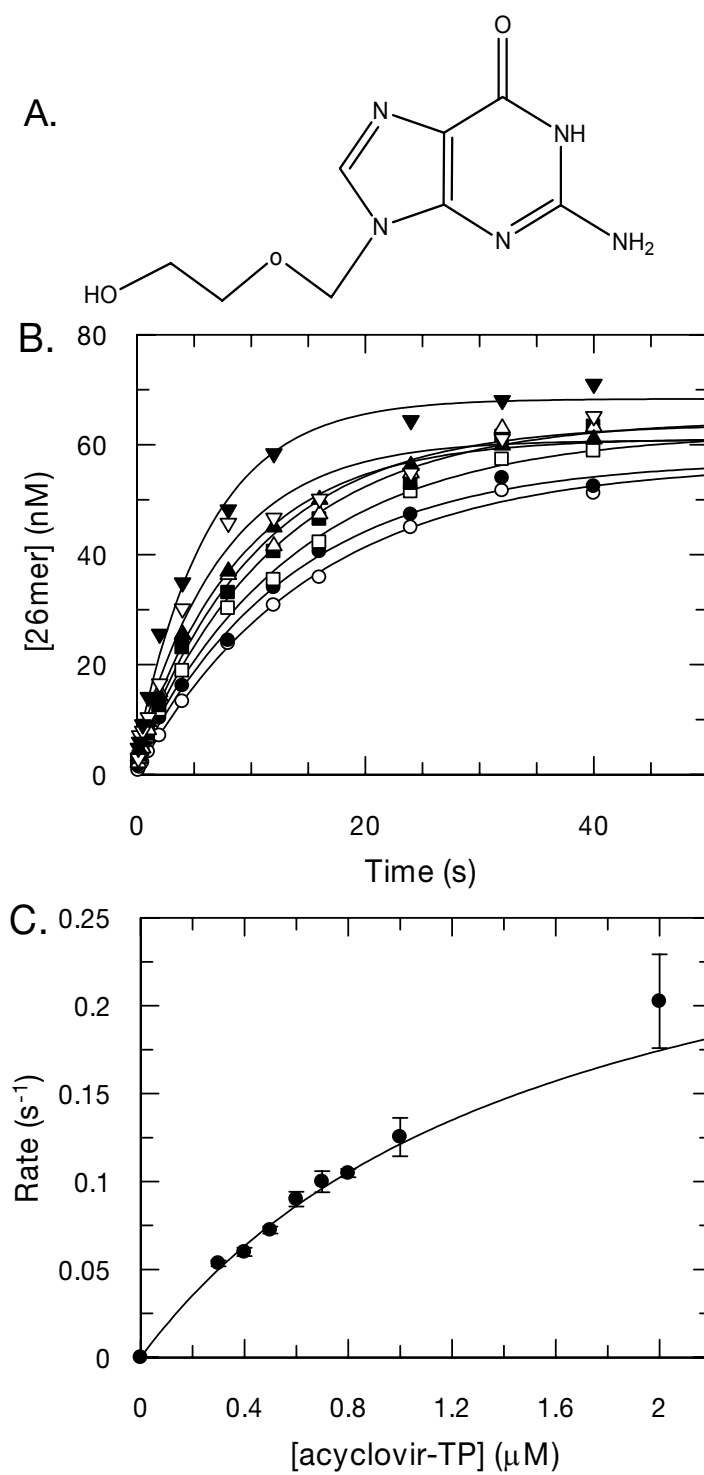 A.
O
N
NH
N
N
NH2
o
HO
B.
80
60
40
20
0
[26mer] (nM)
0
20
40
Time (s)
C.
0.25
0.2
0.15
0.1
0.05
0
Rate (s-1)
0
0.4
0.8
1.2
1.6
2
[acyclovir-TP] (μM)